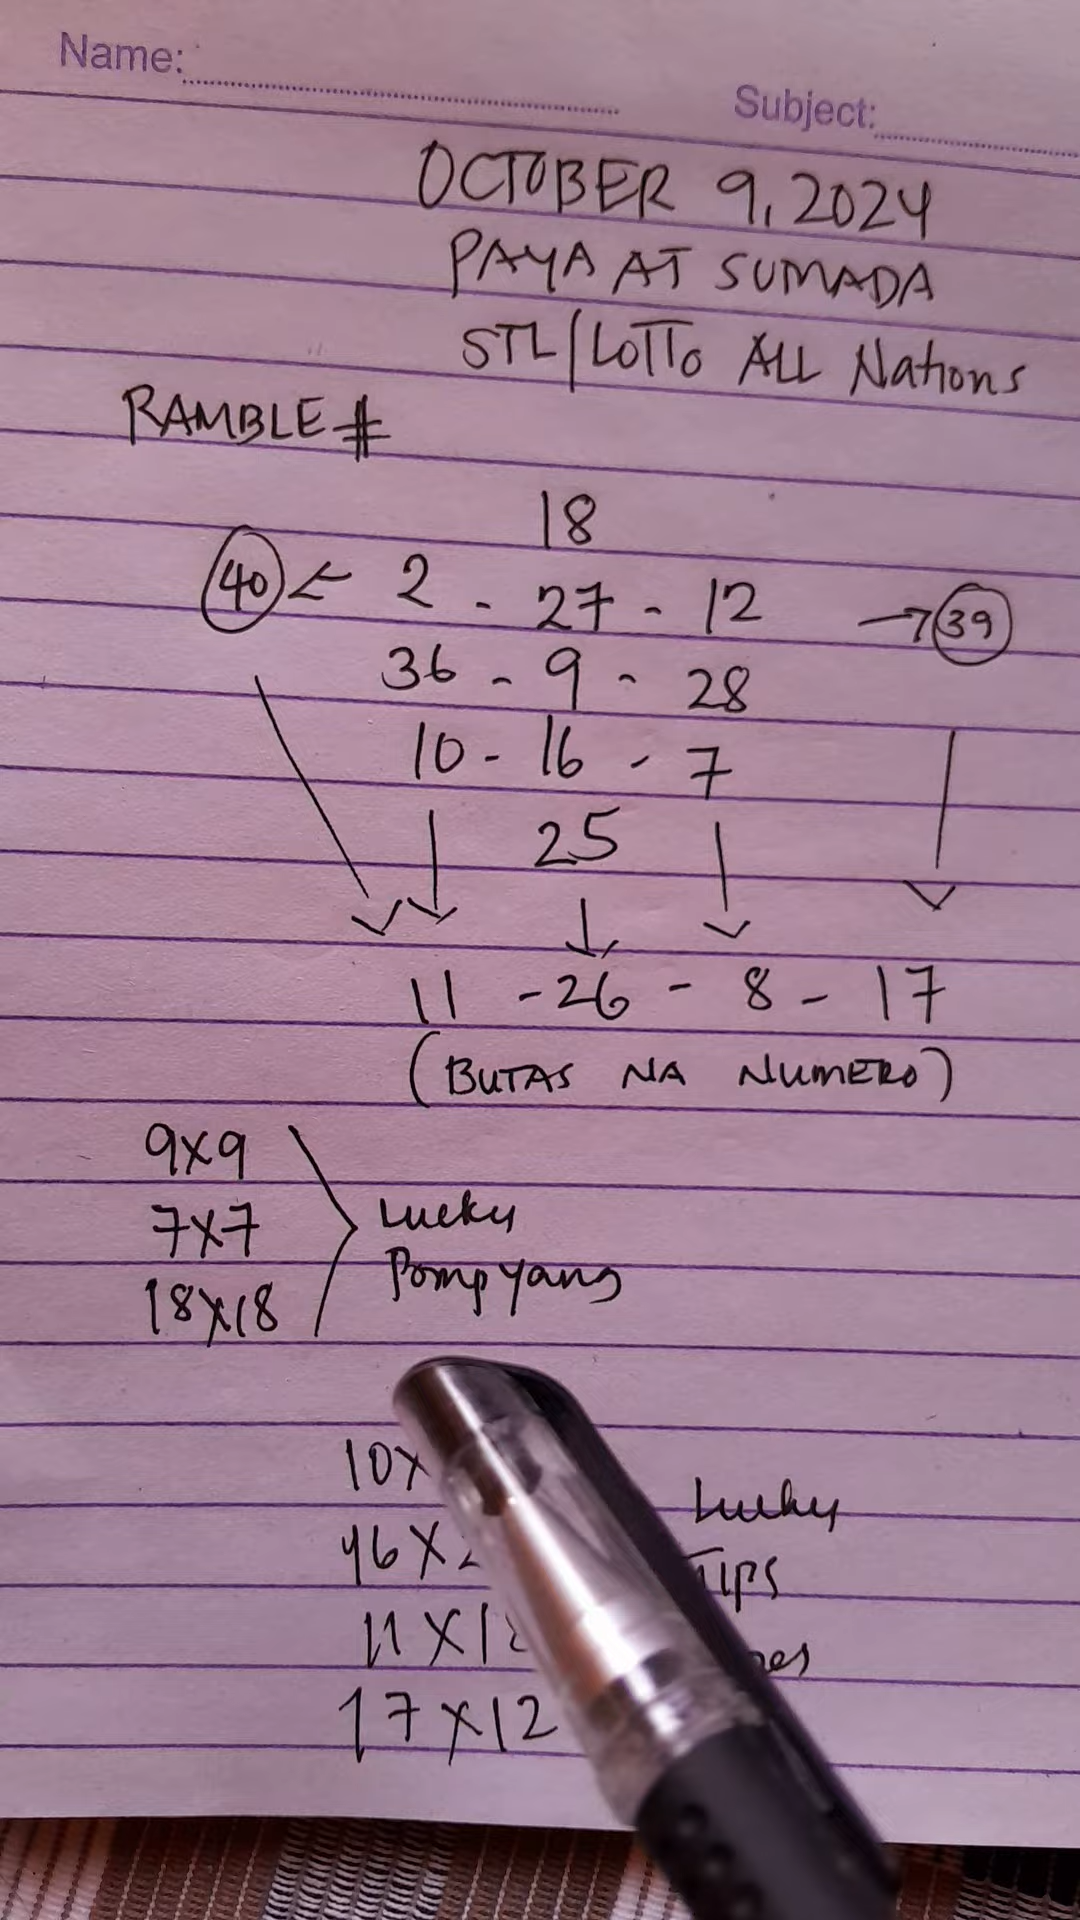 Name:
Subject:
OCTOBER 9, 2024
PAYA AT SUMADA
STL/LOTTO ALL Nations
RAMBLE #
18
40 ← 2 - 27 - 12 → 39
36 - 9 - 28
10 - 16 - 7
25
11 - 26 - 8 - 17
(BUTAS NA NUMERO)
9x9
7x7
18x18
Lucky
Pompyang
10x
Lucky
Tips
17x12